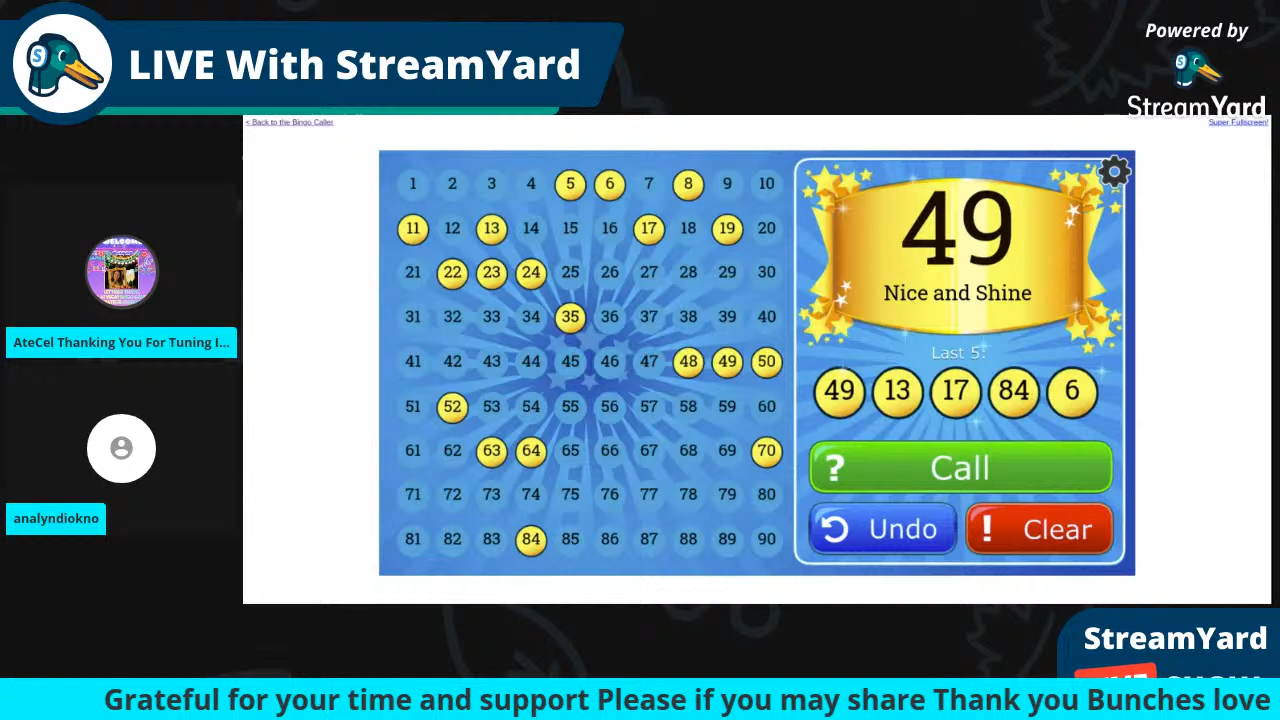 LIVE With StreamYard
Powered by
StreamYard
< Back to the Bingo Caller
Super Fullscreen!
1 2 3 4 5 6 7 8 9 10
11 12 13 14 15 16 17 18 19 20
21 22 23 24 25 26 27 28 29 30
31 32 33 34 35 36 37 38 39 40
41 42 43 44 45 46 47 48 49 50
51 52 53 54 55 56 57 58 59 60
61 62 63 64 65 66 67 68 69 70
71 72 73 74 75 76 77 78 79 80
81 82 83 84 85 86 87 88 89 90
49
Nice and Shine
Last 5:
49 13 17 84 6
? Call
Undo
! Clear
AteCel Thanking You For Tuning I...
analyndiokno
StreamYard
Grateful for your time and support Please if you may share Thank you Bunches love